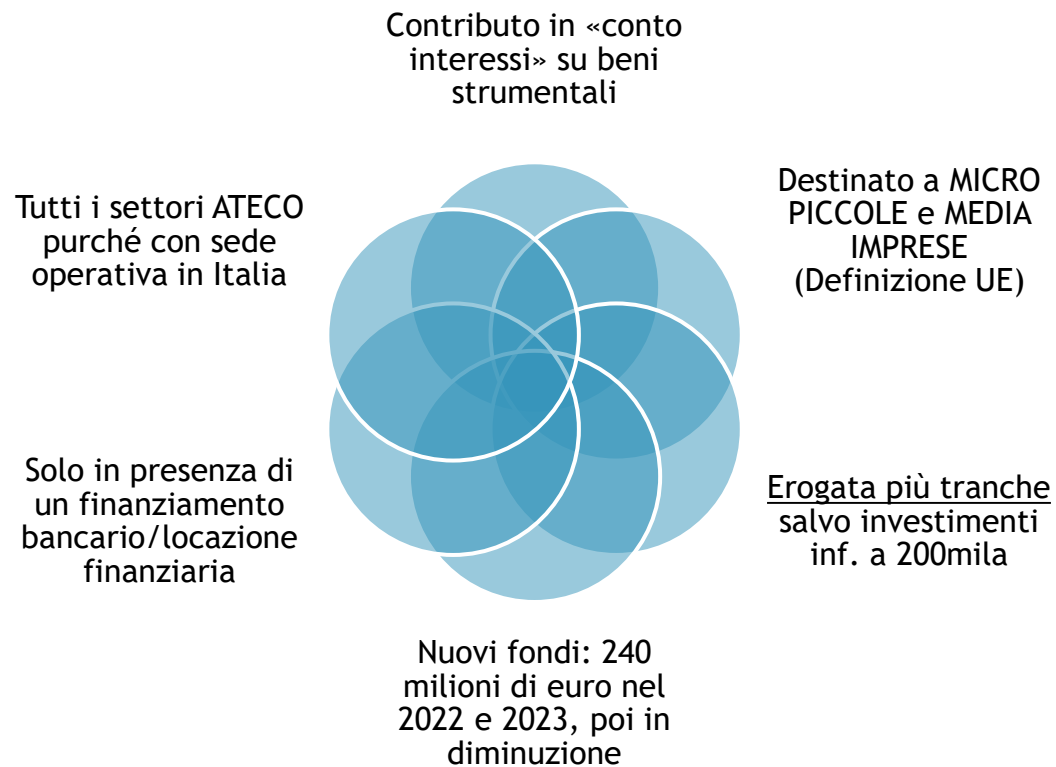 Contributo in «conto
interessi» su beni
strumentali
Destinato a MICRO
PICCOLE e MEDIA
IMPRESE
(Definizione UE)
Erogata più tranche
salvo investimenti
inf. a 200mila
Nuovi fondi: 240
milioni di euro nel
2022 e 2023, poi in
diminuzione
Solo in presenza di
un finanziamento
bancario/locazione
finanziaria
Tutti i settori ATECO
purché con sede
operativa in Italia